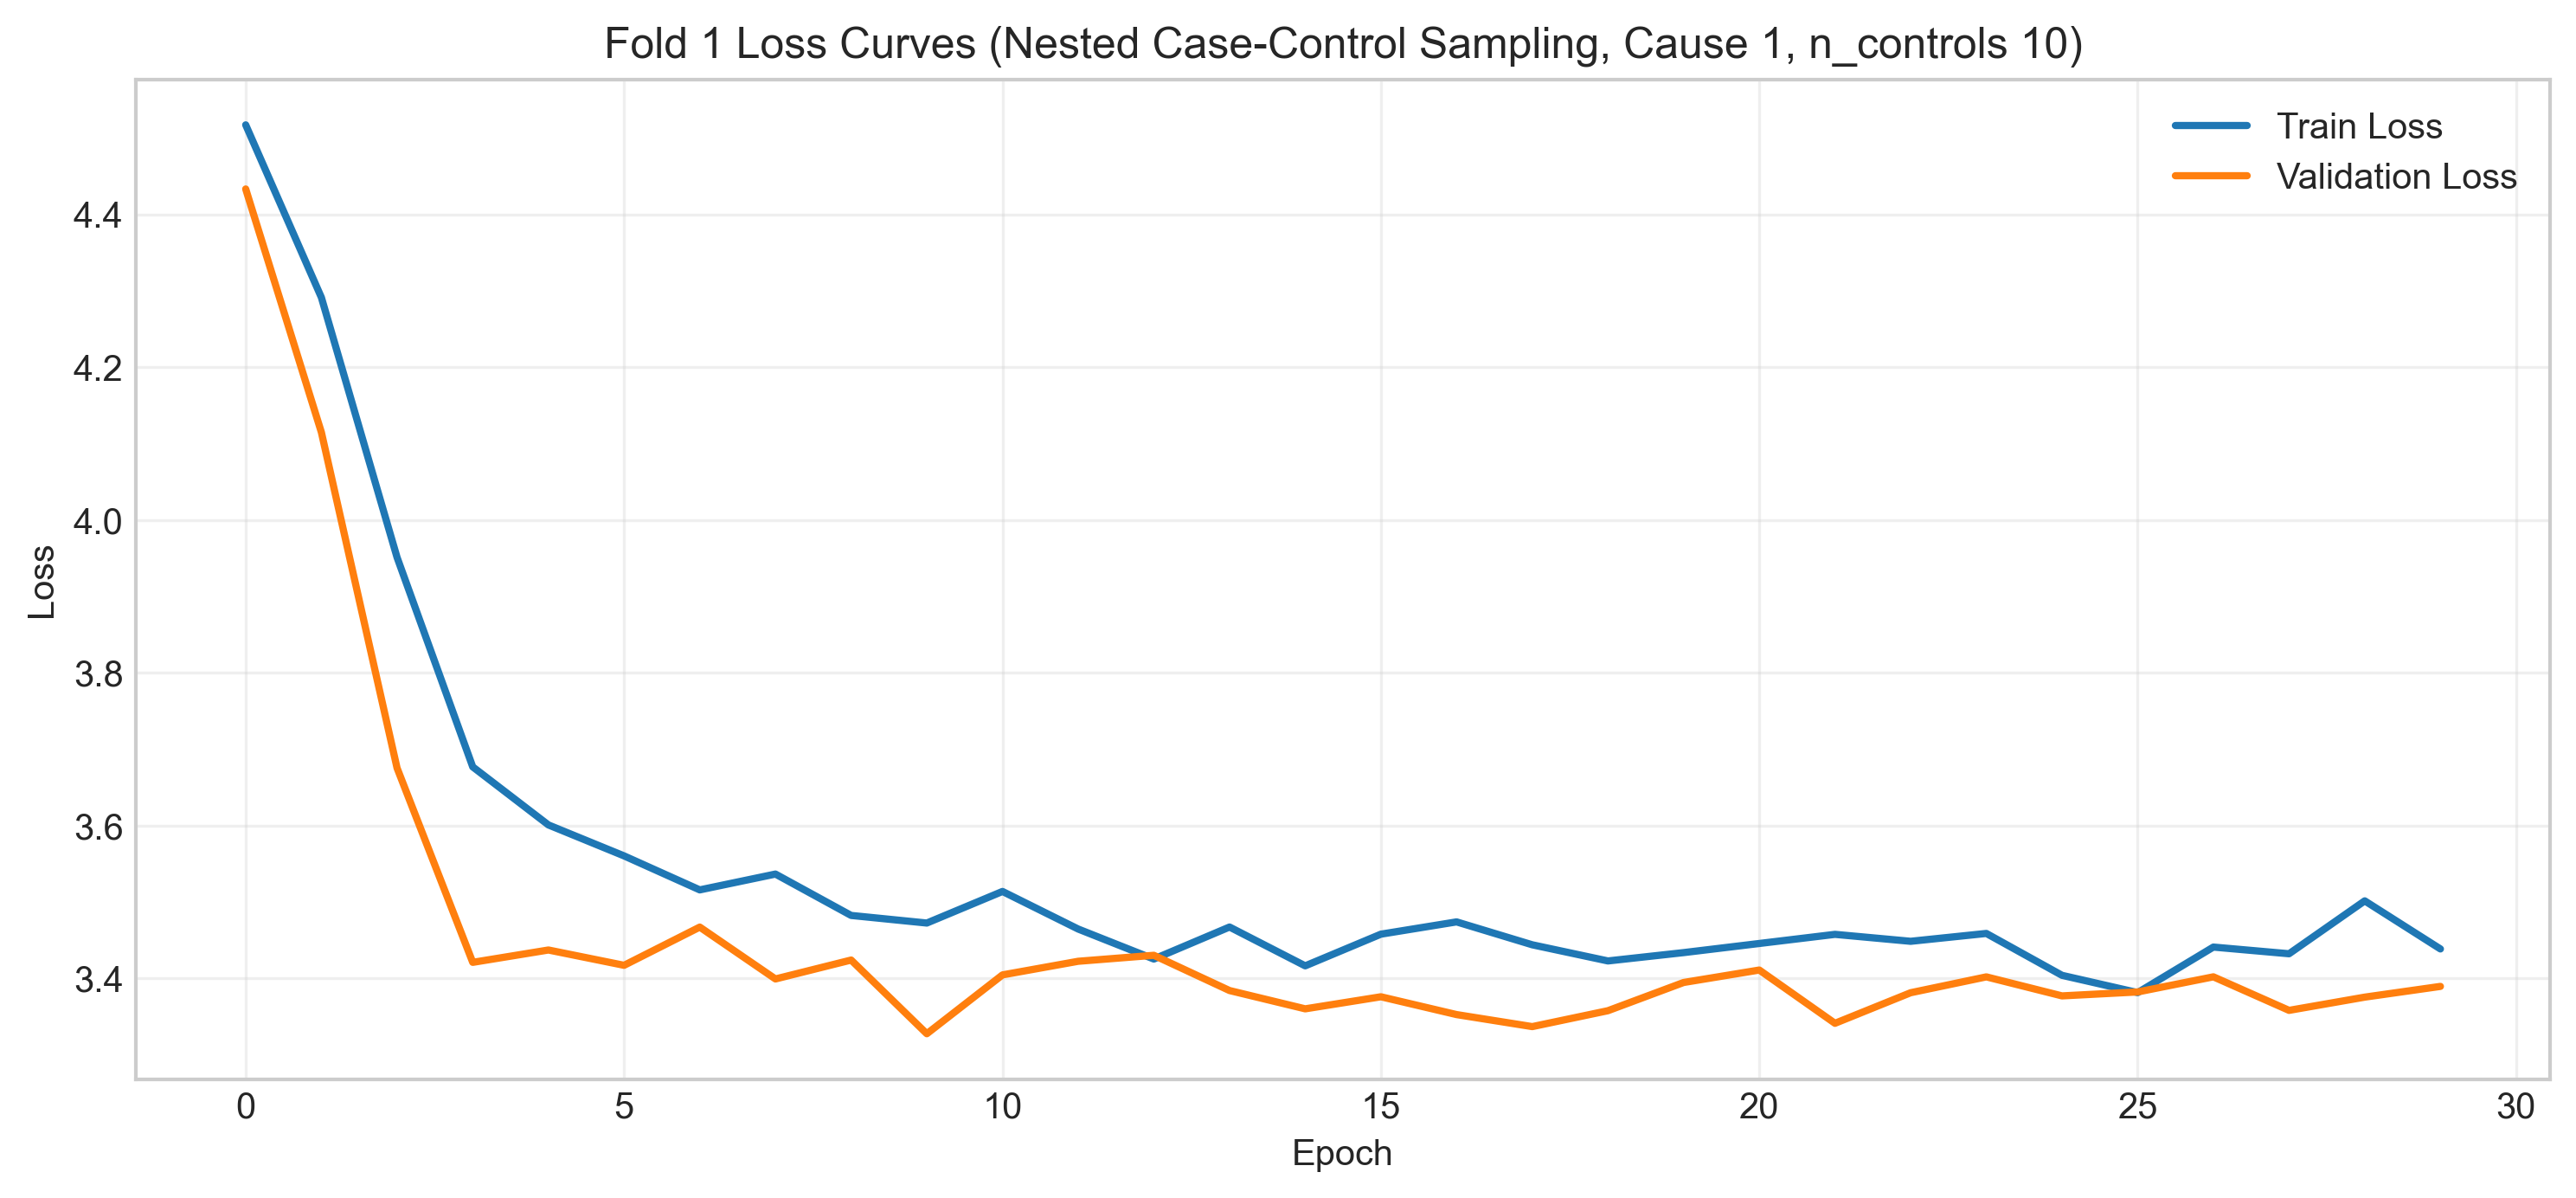 Fold 1 Loss Curves (Nested Case-Control Sampling, Cause 1, n_controls 10)
Train Loss
Validation Loss
Loss
4.4
4.2
4.0
3.8
3.6
3.4
0 5 10 15 20 25 30
Epoch